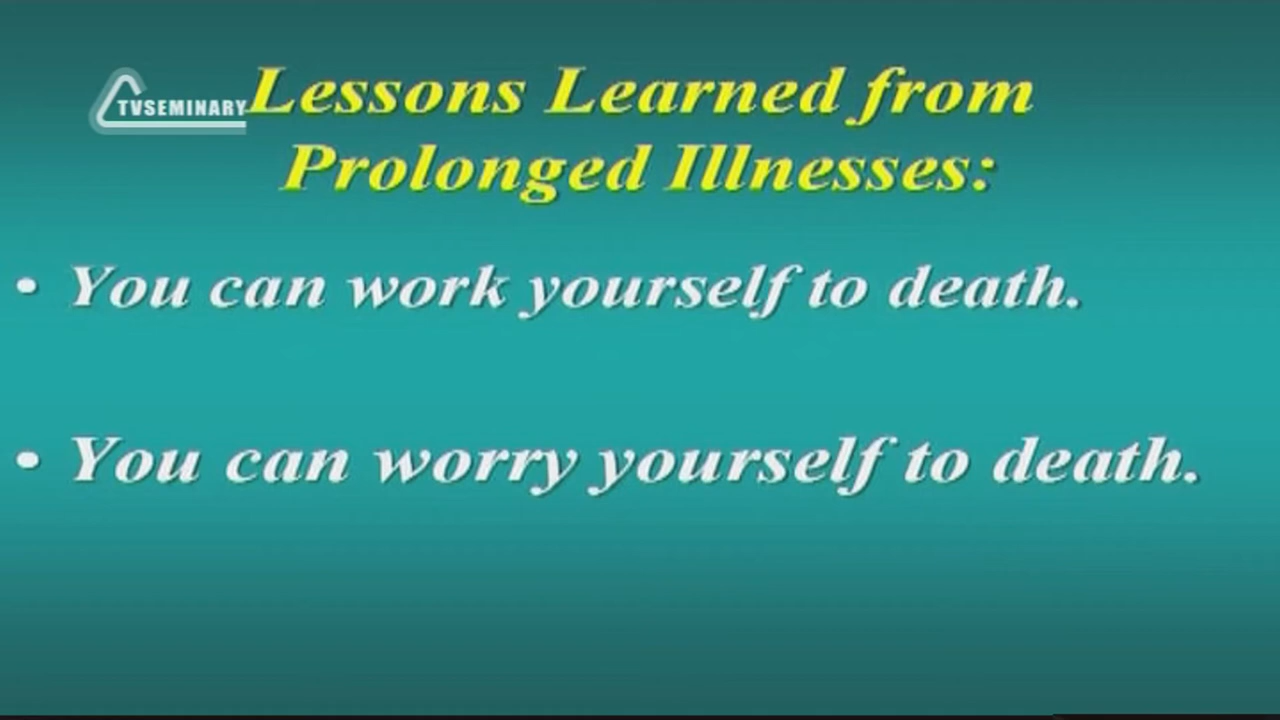 TVSEMINARY
Lessons Learned from
Prolonged Illnesses:
• You can work yourself to death.
• You can worry yourself to death.